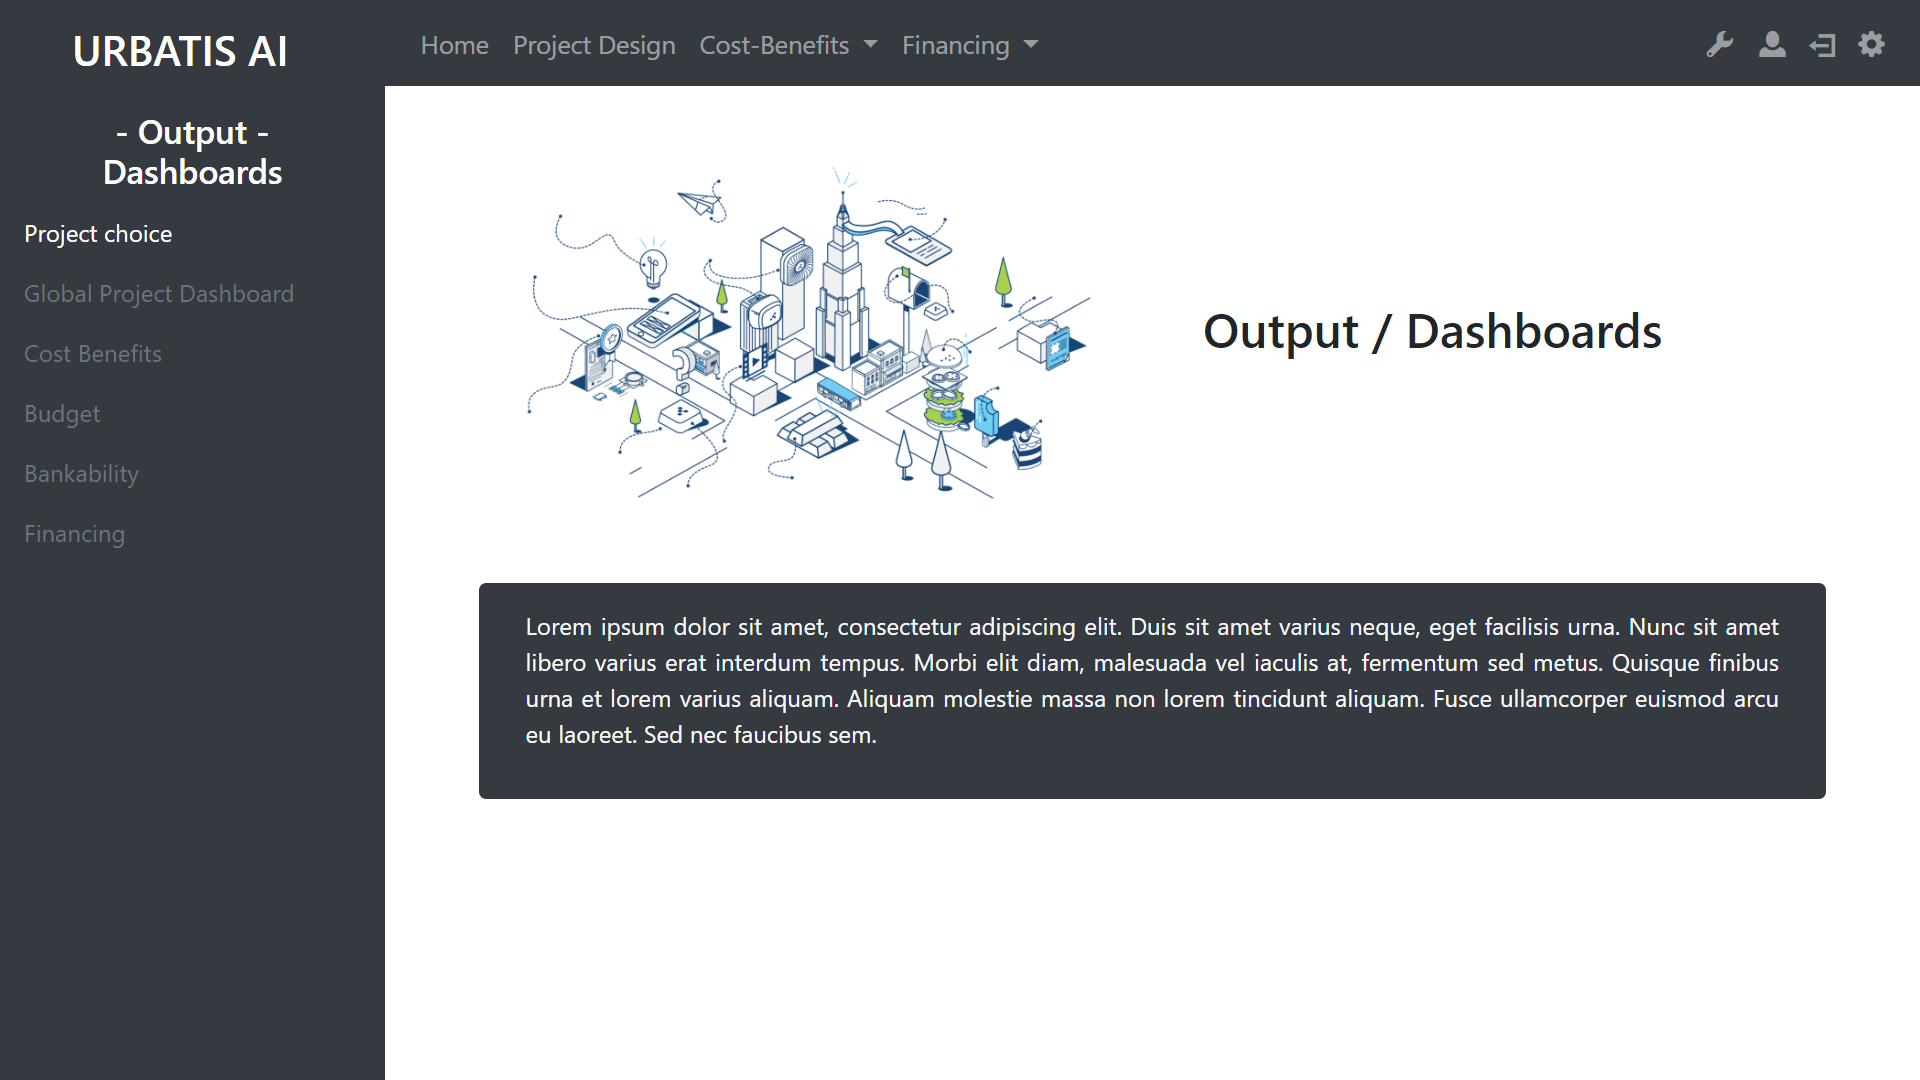 URBATIS AI
Home Project Design Cost-Benefits Financing
- Output -
Dashboards
Project choice
Global Project Dashboard
Cost Benefits
Budget
Bankability
Financing
Output / Dashboards
Lorem ipsum dolor sit amet, consectetur adipiscing elit. Duis sit amet varius neque, eget facilisis urna. Nunc sit amet
libero varius erat interdum tempus. Morbi elit diam, malesuada vel iaculis at, fermentum sed metus. Quisque finibus
urna et lorem varius aliquam. Aliquam molestie massa non lorem tincidunt aliquam. Fusce ullamcorper euismod arcu
eu laoreet. Sed nec faucibus sem.